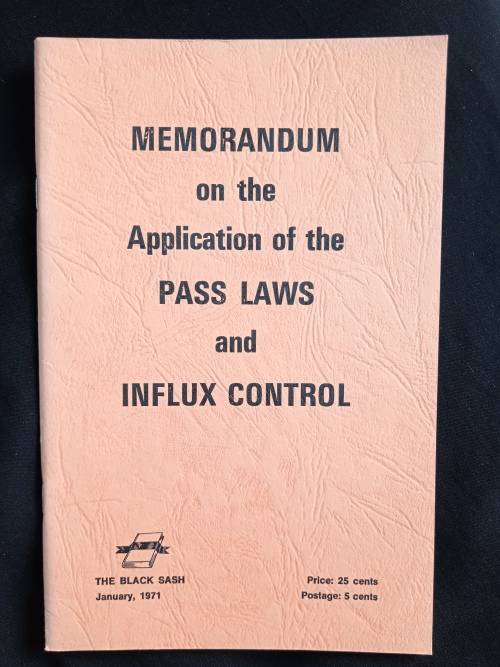 MEMORANDUM
on the
Application of the
PASS LAWS
and
INFLUX CONTROL
THE BLACK SASH
January, 1971
Price: 25 cents
Postage: 5 cents